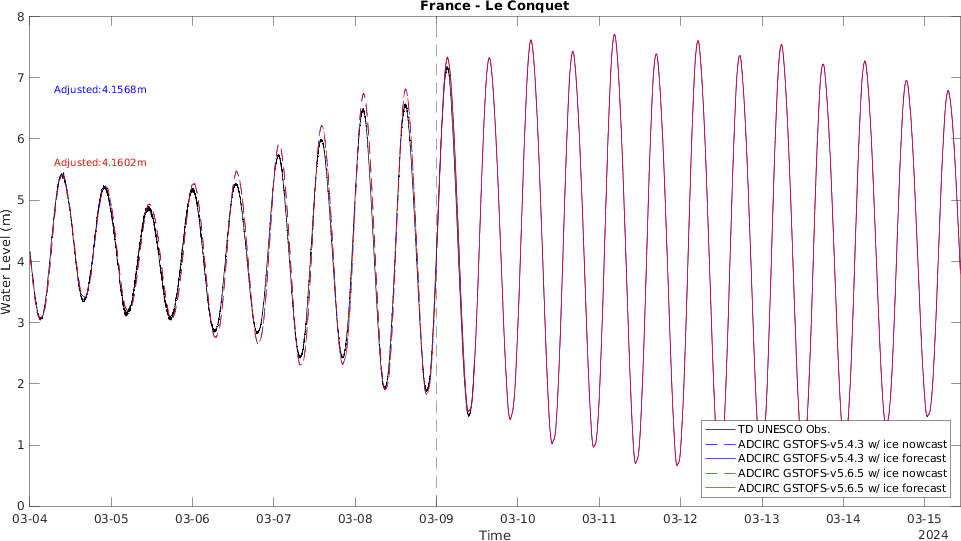 France - Le Conquet
8
7
6
5
4
3
2
1
0
Water Level (m)
Adjusted:4.1568m
Adjusted:4.1602m
TD UNESCO Obs.
ADCIRC GSTOFS-v5.4.3 w/ ice nowcast
ADCIRC GSTOFS-v5.4.3 w/ ice forecast
ADCIRC GSTOFS-v5.6.5 w/ ice nowcast
ADCIRC GSTOFS-v5.6.5 w/ ice forecast
03-04 03-05 03-06 03-07 03-08 03-09 03-10 03-11 03-12 03-13 03-14 03-15
Time
2024